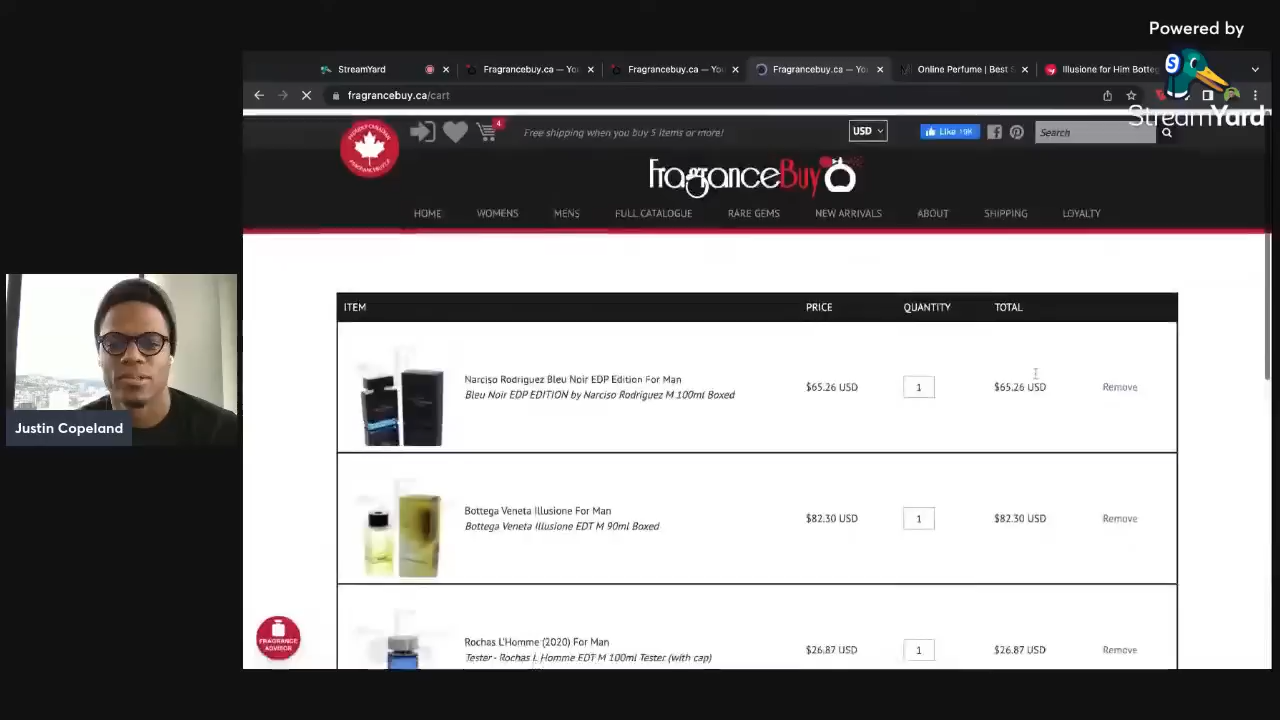 Powered by
StreamYard
StreamYard
Fragrancebuy.ca — Yo
Fragrancebuy.ca — Yo
Fragrancebuy.ca — Yo
Online Perfume | Best S
Illusione for Him Botteg
fragrancebuy.ca/cart
4
Free shipping when you buy 5 items or more!
USD
Like 19K
Search
FragranceBuy
HOME
WOMENS
MENS
FULL CATALOGUE
RARE GEMS
NEW ARRIVALS
ABOUT
SHIPPING
LOYALTY
ITEM
PRICE
QUANTITY
TOTAL
Narciso Rodriguez Bleu Noir EDP Edition For Man
Bleu Noir EDP EDITION by Narciso Rodriguez M 100ml Boxed
$65.26 USD
1
$65.26 USD
Remove
Bottega Veneta Illusione For Man
Bottega Veneta Illusione EDT M 90ml Boxed
$82.30 USD
1
$82.30 USD
Remove
Rochas L'Homme (2020) For Man
Tester - Rochas L Homme EDT M 100ml Tester (with cap)
$26.87 USD
1
$26.87 USD
Remove
FRAGRANCE
ADVISOR
Justin Copeland